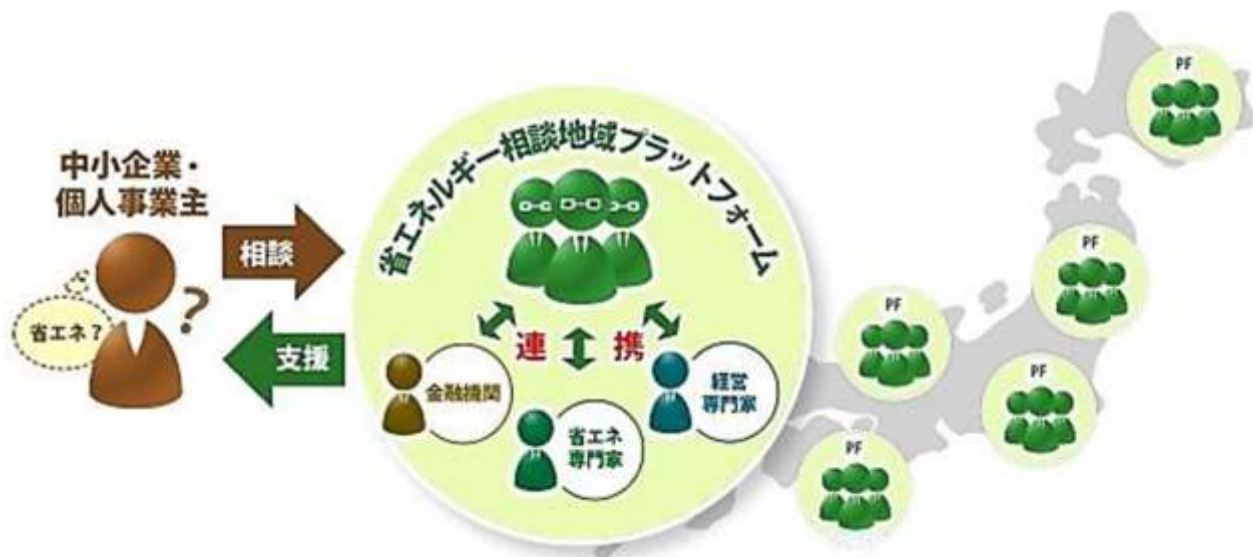 中小企業・
個人事業主
省エネ?
?
相談
支援
省エネルギー相談地域プラットフォーム
連 携
金融機関
省エネ
専門家
経営
専門家
PF
PF
PF
PF
PF